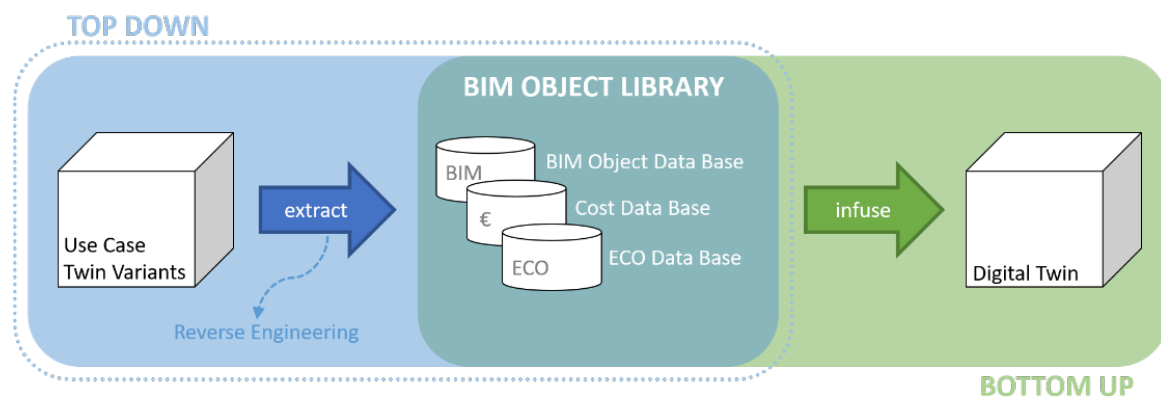 TOP DOWN
BIM OBJECT LIBRARY
BIM
BIM Object Data Base
extract
€
Cost Data Base
infuse
Use Case
Twin Variants
ECO
ECO Data Base
Digital Twin
Reverse Engineering
BOTTOM UP